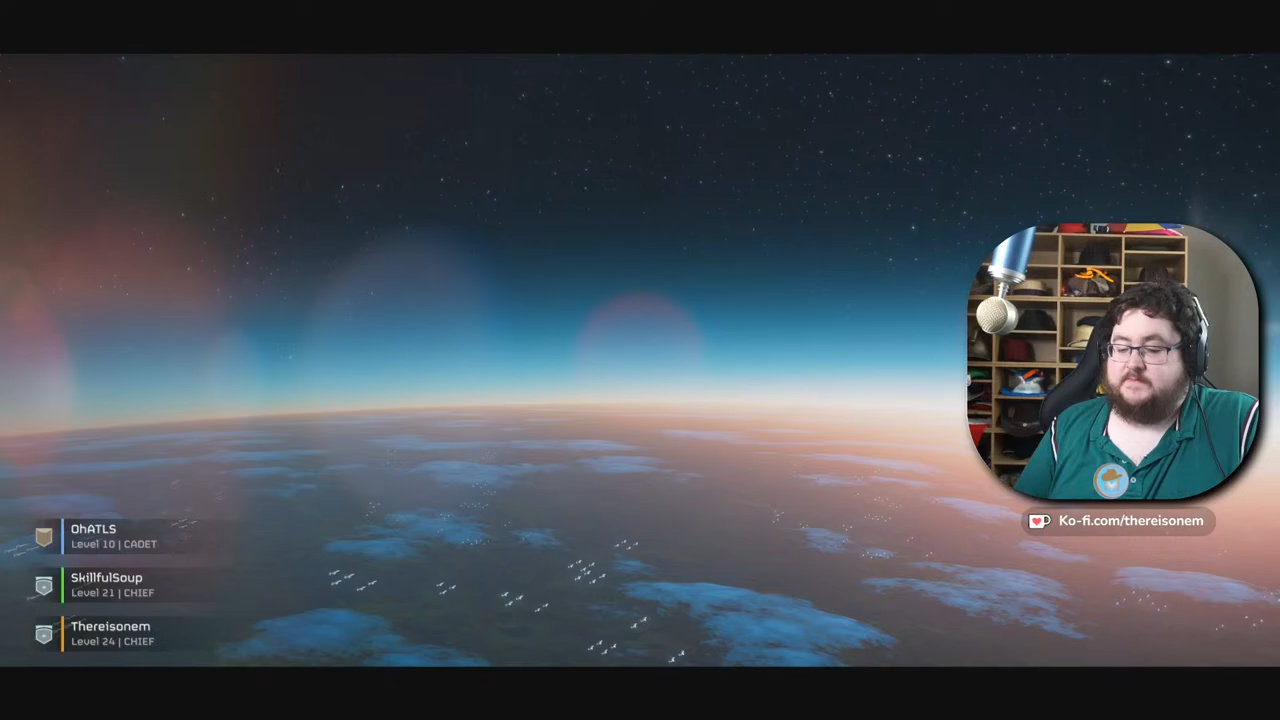 OhATLS
Level 10 | CADET
SkillfulSoup
Level 21 | CHIEF
Thereisonem
Level 24 | CHIEF
Ko-fi.com/thereisonem